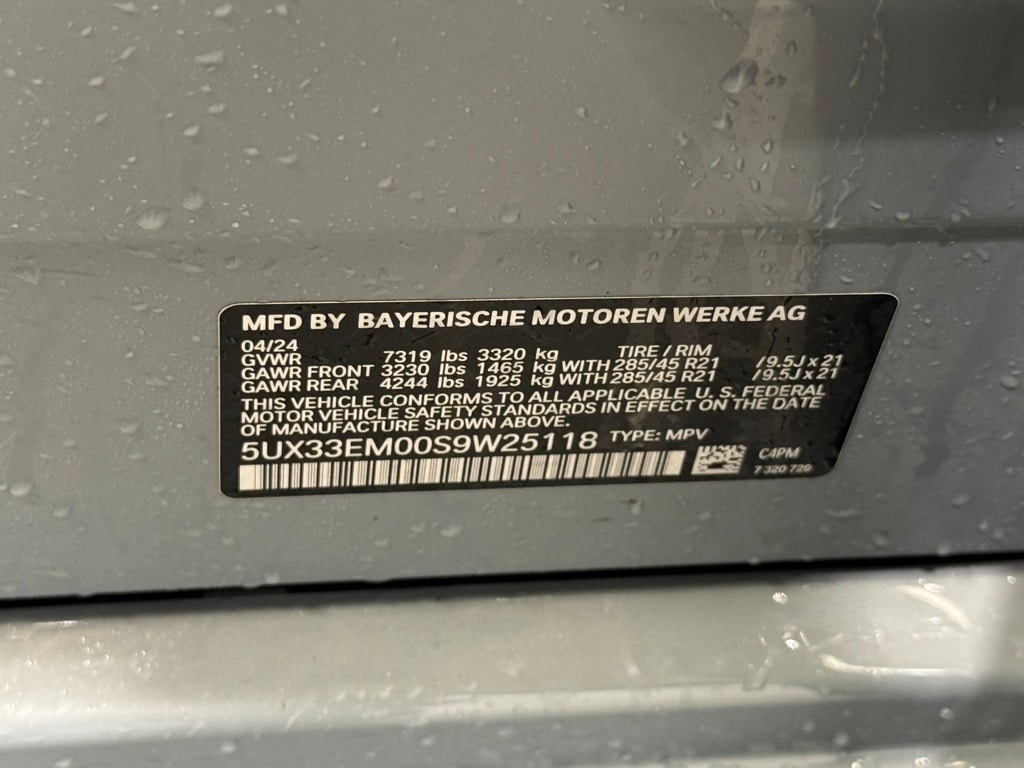 MFD BY BAYERISCHE MOTOREN WERKE AG
04/24
GVWR 7319 lbs 3320 kg TIRE / RIM
GAWR FRONT 3230 lbs 1465 kg WITH 285/45 R21 /9.5J x 21
GAWR REAR 4244 lbs 1925 kg WITH 285/45 R21 /9.5J x 21
THIS VEHICLE CONFORMS TO ALL APPLICABLE U.S. FEDERAL
MOTOR VEHICLE SAFETY STANDARDS IN EFFECT ON THE DATE
OF MANUFACTURE SHOWN ABOVE.
5UX33EM00S9W25118 TYPE: MPV
C4PM
7 320 729